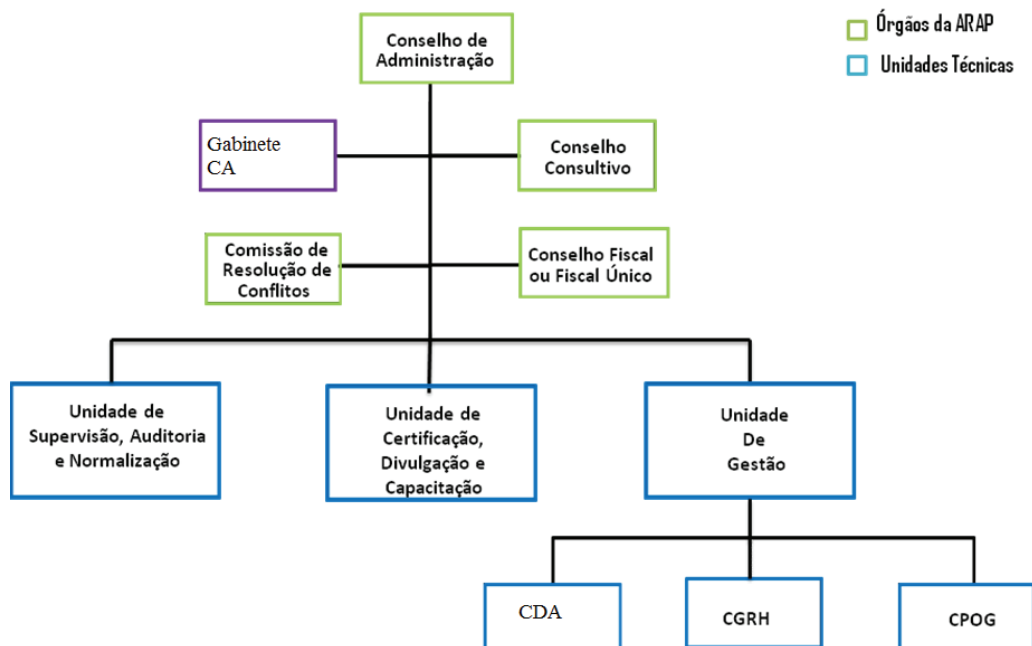 Conselho de
Administração
Órgãos da ARAP
Unidades Técnicas
Gabinete
CA
Conselho
Consultivo
Comissão de
Resolução de
Conflitos
Conselho Fiscal
ou Fiscal Único
Unidade de
Supervisão, Auditoria
e Normalização
Unidade de
Certificação,
Divulgação e
Capacitação
Unidade
De
Gestão
CDA
CGRH
CPOG